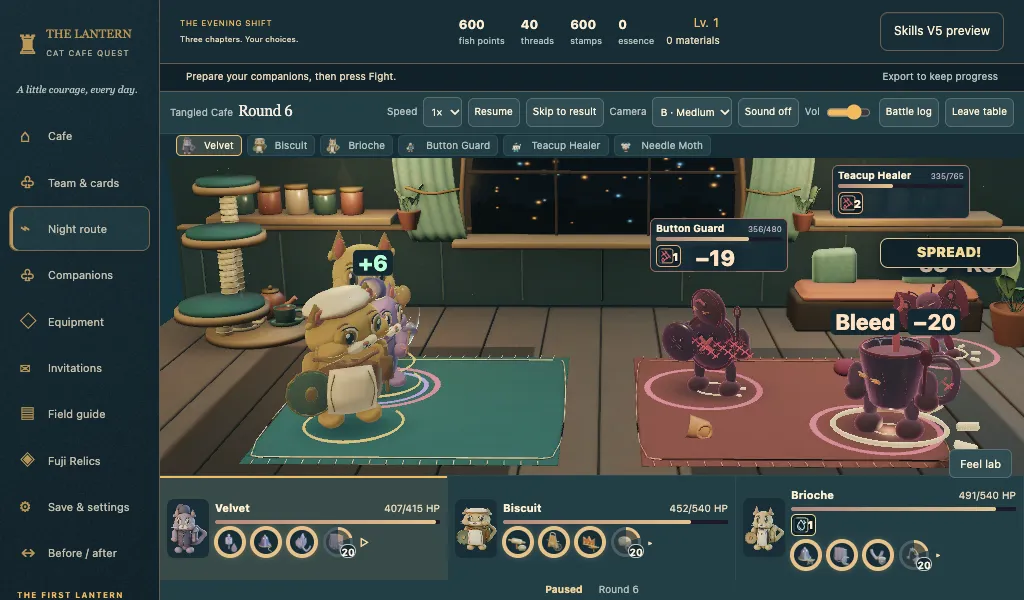 THE LANTERN
CAT CAFE QUEST
A little courage, every day.
Cafe
Team & cards
Night route
Companions
Equipment
Invitations
Field guide
Fuji Relics
Save & settings
Before / after
THE FIRST LANTERN
THE EVENING SHIFT
Three chapters. Your choices.
600 fish points
40 threads
600 stamps
0 essence
Lv. 1
0 materials
Skills V5 preview
Prepare your companions, then press Fight.
Export to keep progress
Tangled Cafe Round 6
Speed 1x Resume Skip to result Camera B · Medium Sound off Vol Battle log Leave table
Velvet Biscuit Brioche Button Guard Teacup Healer Needle Moth
Teacup Healer 335/765
2
Button Guard 356/480
1 −19
SPREAD!
+6
Bleed −20
Feel lab
Velvet 407/415 HP
20
Biscuit 452/540 HP
20
Brioche 491/540 HP
1
20
Paused Round 6